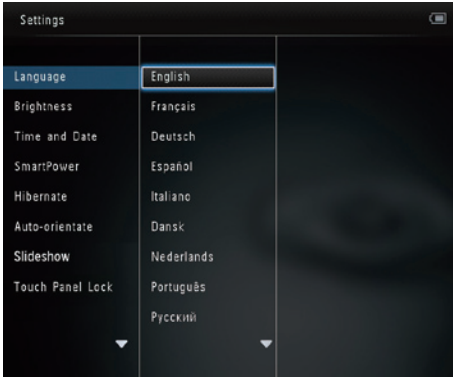 Settings
Language
Brightness
Time and Date
SmartPower
Hibernate
Auto-orientate
Slideshow
Touch Panel Lock
English
Français
Deutsch
Español
Italiano
Dansk
Nederlands
Português
Русский